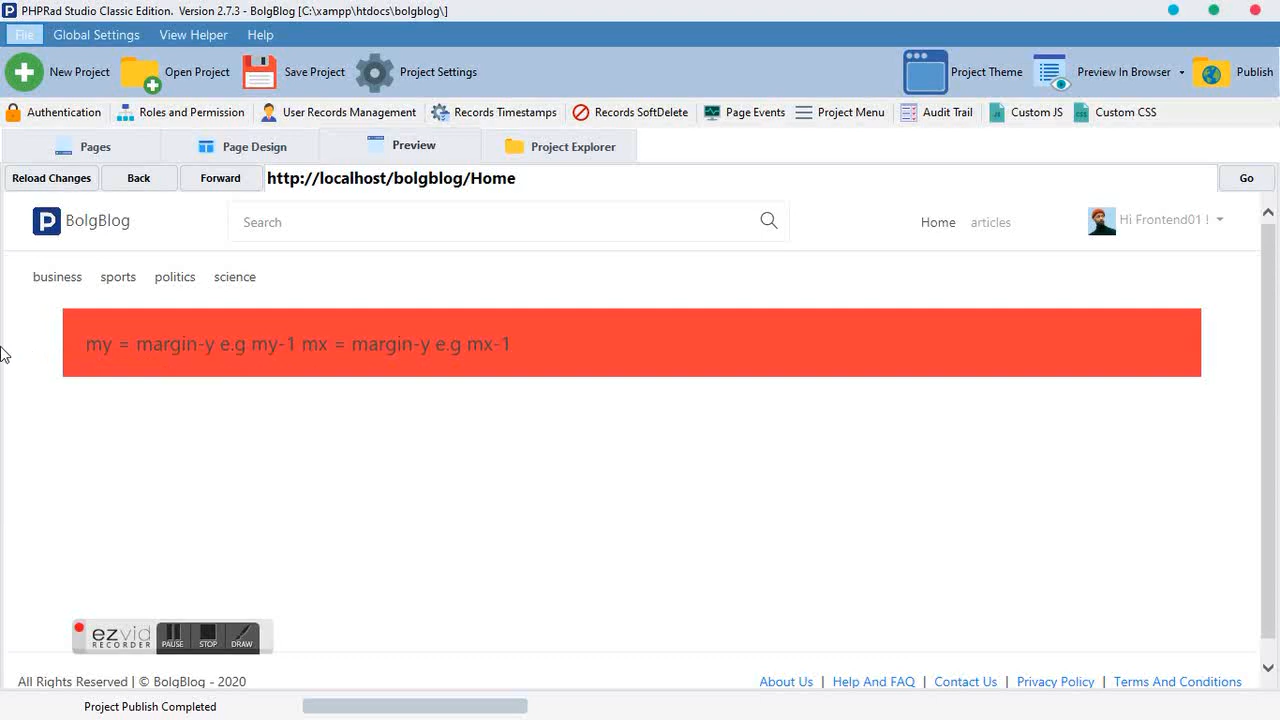 PHPRad Studio Classic Edition. Version 2.7.3 - BolgBlog [C:\xampp\htdocs\bolgblog\]
File Global Settings View Helper Help
New Project Open Project Save Project Project Settings Project Theme Preview In Browser Publish
Authentication Roles and Permission User Records Management Records Timestamps Records SoftDelete Page Events Project Menu Audit Trail Custom JS Custom CSS
Pages Page Design Preview Project Explorer
Reload Changes Back Forward http://localhost/bolgblog/Home Go
BolgBlog Search Home articles Hi Frontend01 !
business sports politics science
my = margin-y e.g my-1 mx = margin-y e.g mx-1
ezvid
RECORDER PAUSE STOP DRAW
All Rights Reserved | © BolgBlog - 2020 About Us | Help And FAQ | Contact Us | Privacy Policy | Terms And Conditions
Project Publish Completed